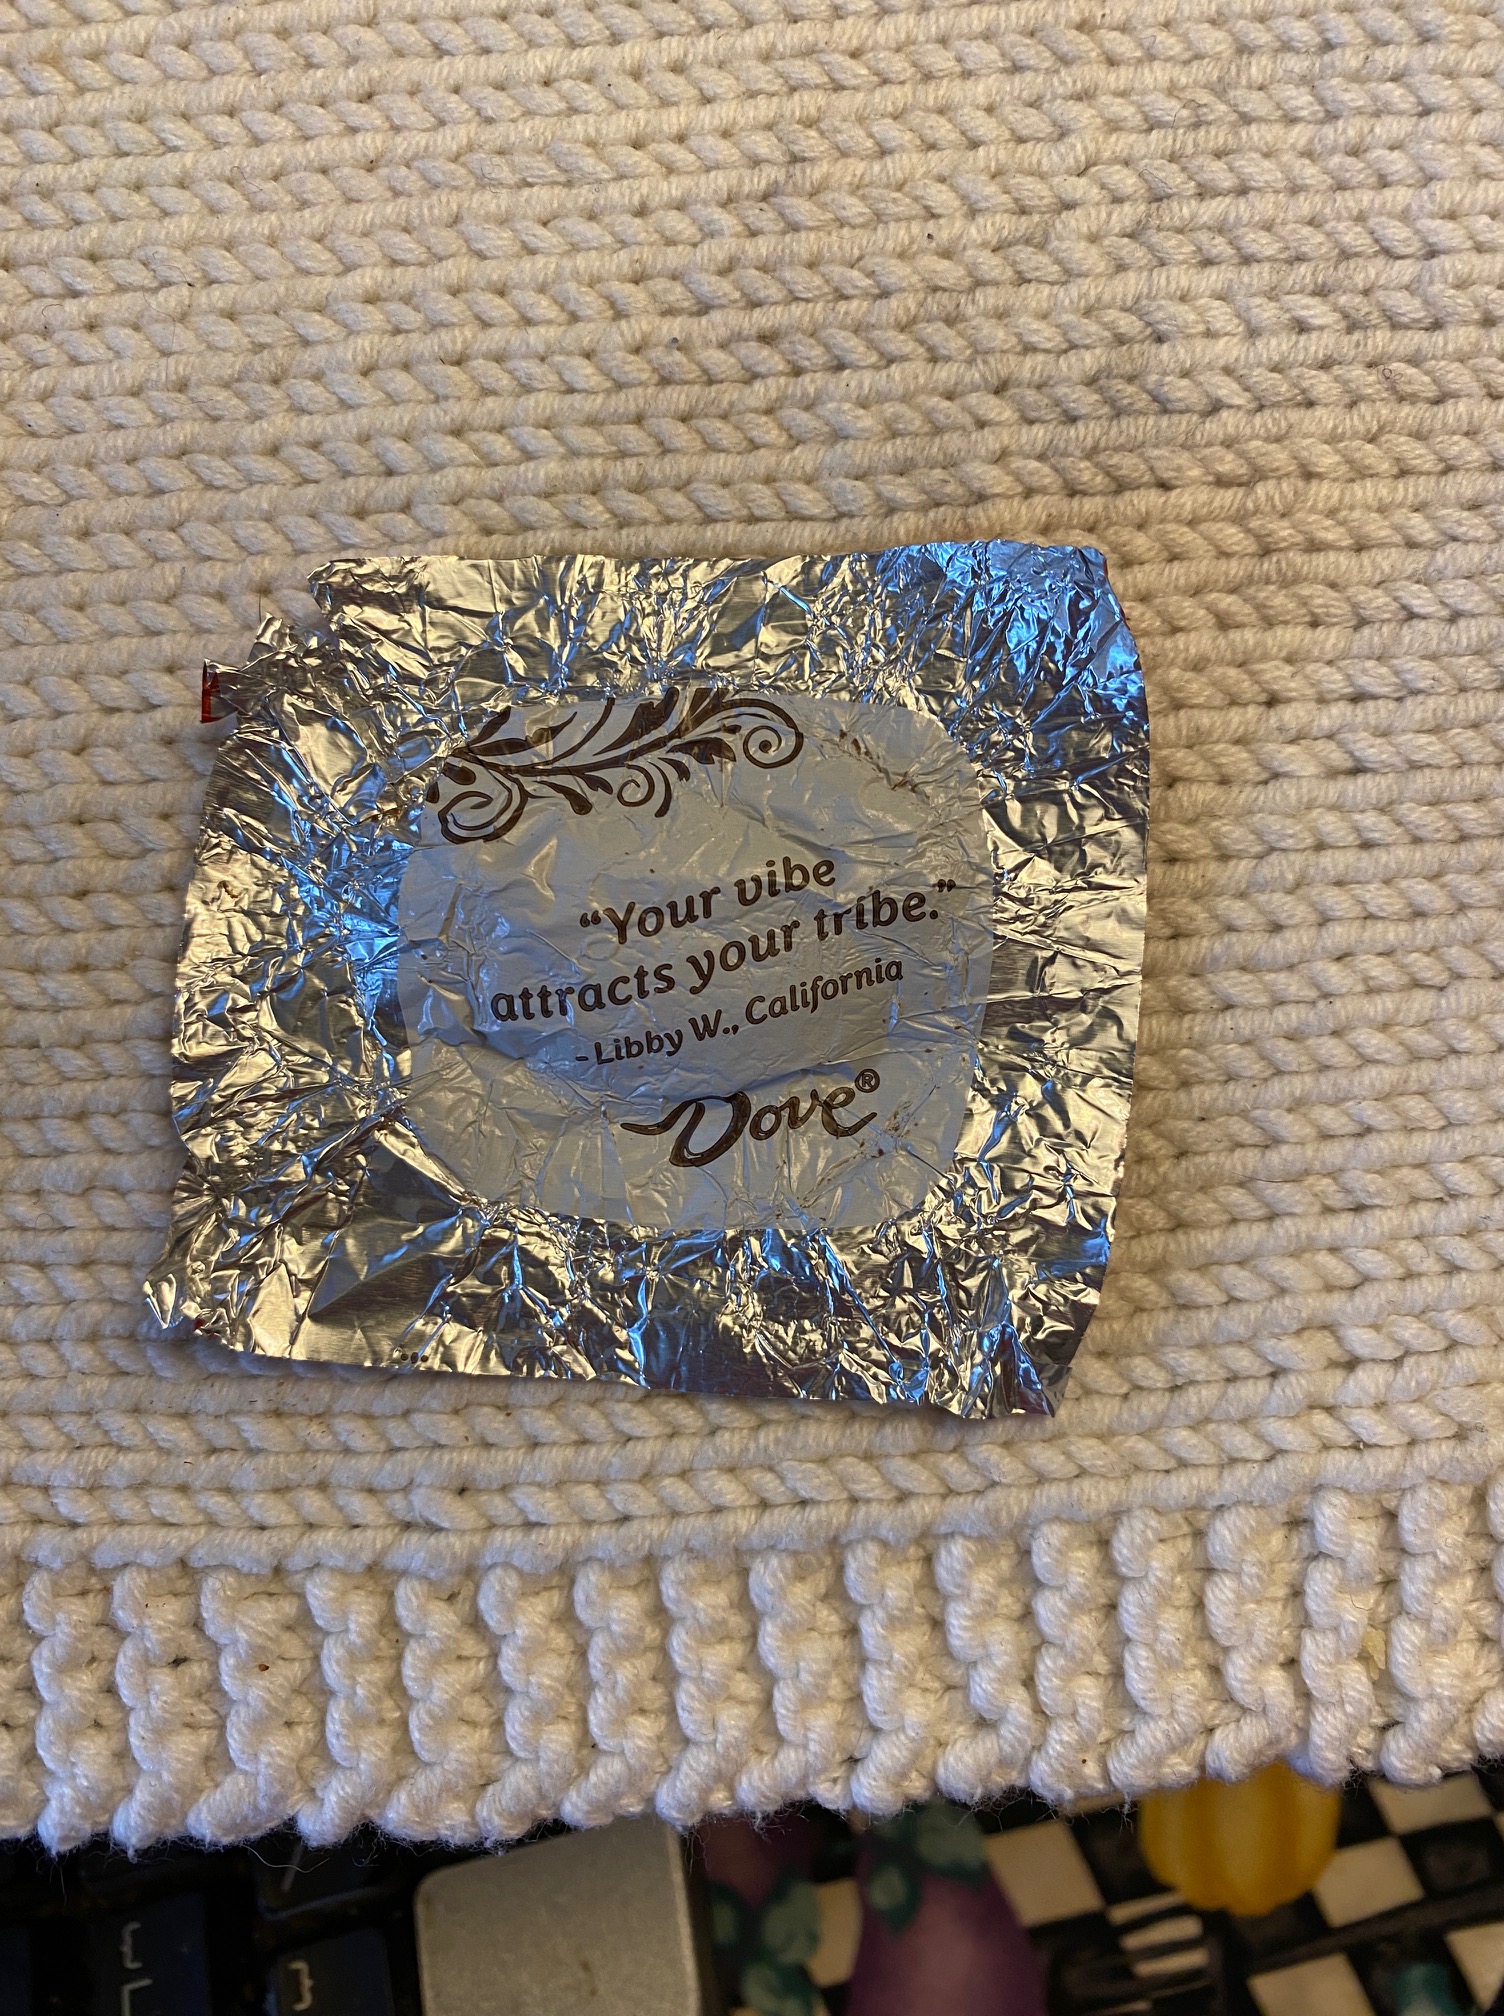 “Your vibe
attracts your tribe.”
- Libby W., California
Dove®